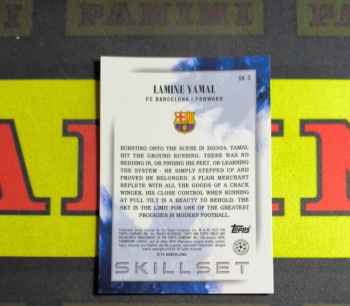 PANINI
SK-3
LAMINE YAMAL
FC BARCELONA | FORWARD
BURSTING ONTO THE SCENE IN 2023/24, YAMAL
HIT THE GROUND RUNNING. THERE WAS NO
BEDDING IN, OR FINDING HIS FEET, OR LEARNING
THE SYSTEM - HE SIMPLY STEPPED UP AND
PROVED HE BELONGED. A FLAIR MERCHANT
REPLETE WITH ALL THE GOODS OF A CRACK
WINGER, HIS CLOSE CONTROL WHEN RUNNING
AT FULL TILT IS A BEAUTY TO BEHOLD. THE
SKY IS THE LIMIT FOR ONE OF THE GREATEST
PRODIGIES IN MODERN FOOTBALL.
Topps
© FC BARCELONA
SKILLSET